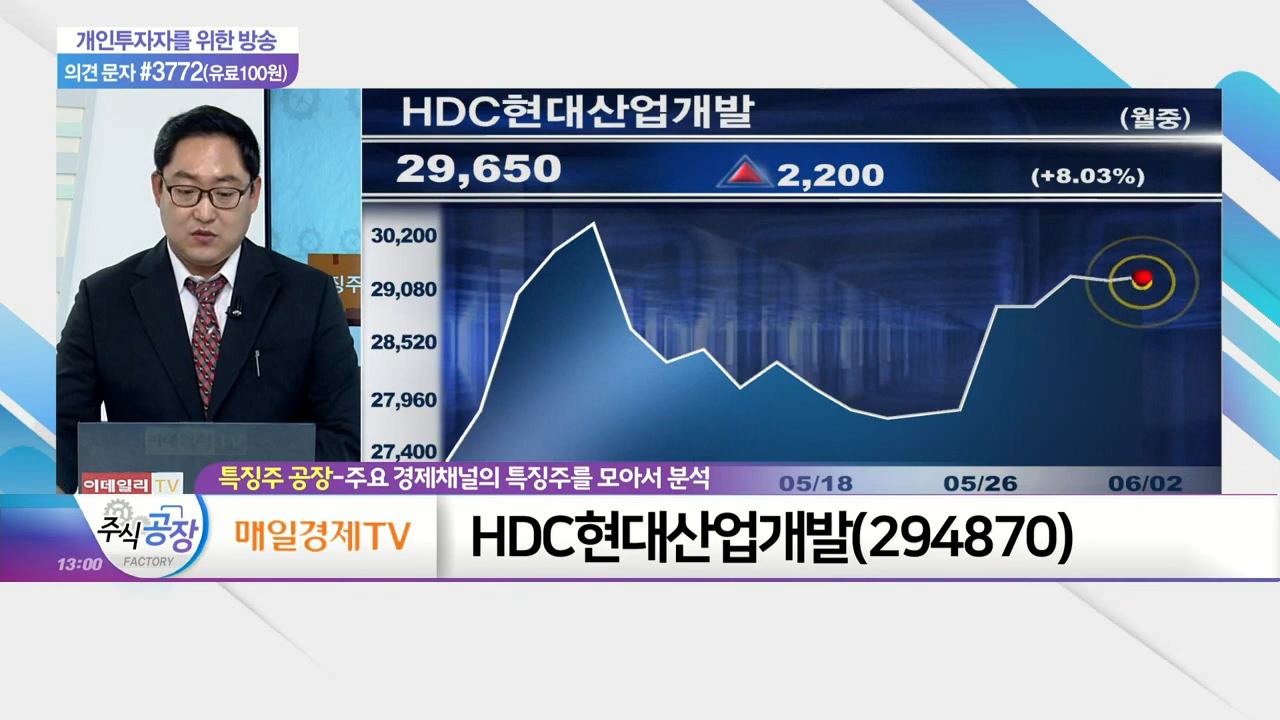 개인투자자를 위한 방송
의견 문자 #3772(유료100원)
HDC현대산업개발
(월중)
29,650
2,200
(+8.03%)
30,200
29,080
28,520
27,960
27,400
05/18
05/26
06/02
징주
이데일리 TV
특징주 공장-주요 경제채널의 특징주를 모아서 분석
주식공장
FACTORY
13:00
매일경제TV
HDC현대산업개발(294870)